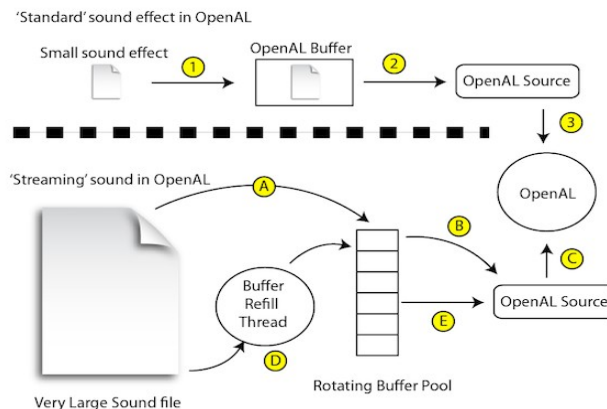 'Standard' sound effect in OpenAL
Small sound effect
OpenAL Buffer
1
2
OpenAL Source
3
'Streaming' sound in OpenAL
A
OpenAL
B
C
Buffer
Refill
Thread
OpenAL Source
E
D
Rotating Buffer Pool
Very Large Sound file